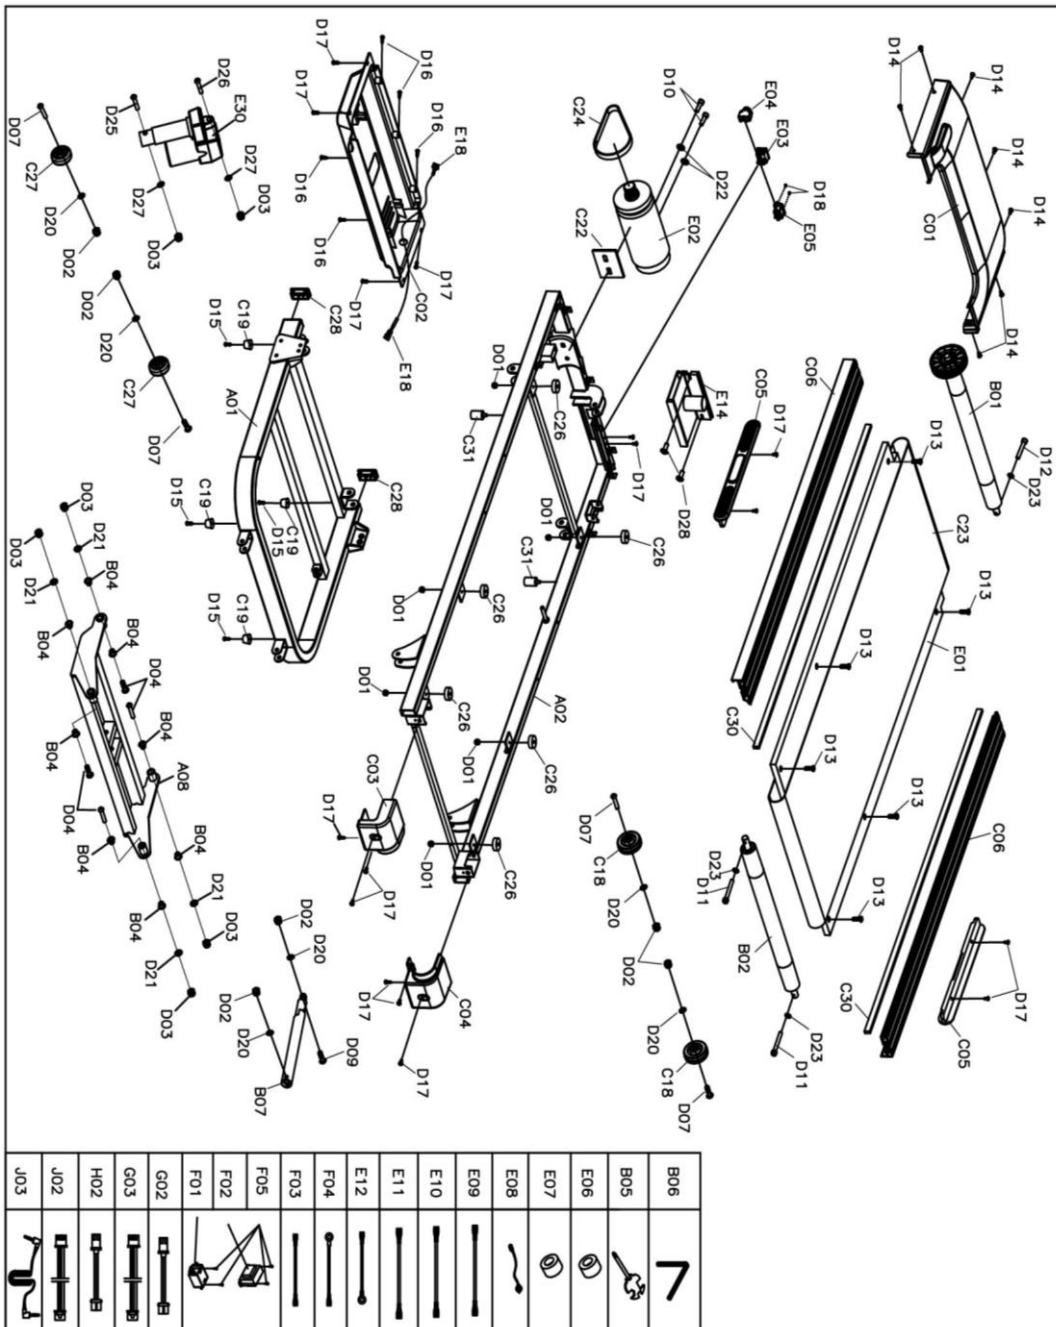 D12
D23
D13
C23
B01
D14
D14
D14
D14
C01
D14
D14
D13
E01
D13
C06
D17
C05
D13
D13
D13
C30
C06
D17
C05
C30
B02
D23
D11
D23
D11
E04
E03
D18
E05
D10
D22
C24
E02
C22
E14
D28
D17
D07
C18
D20
D02
D20
C18
D07
C26
D01
C26
D01
C31
C31
D01
C26
D01
C26
A02
D01
C26
D01
C26
C03
D17
D17
C04
D17
D17
D16
D17
D17
D16
E18
D16
D16
D17
D17
C02
E18
C28
C28
C19
D15
A01
C19
D15
C19
D15
C19
D15
D02
D20
D02
D20
D09
B07
D26
E30
D25
D27
D03
D27
D03
D07
C27
D20
D02
D02
D20
C27
D07
D03
D21
B04
D03
D21
B04
B04
D04
B04
A08
B04
D04
B04
B04
D21
D03
B04
D21
D03
B06
B05
E06
E07
E08
E09
E10
E11
E12
F04
F03
F05
F02
F01
G02
G03
H02
J02
J03